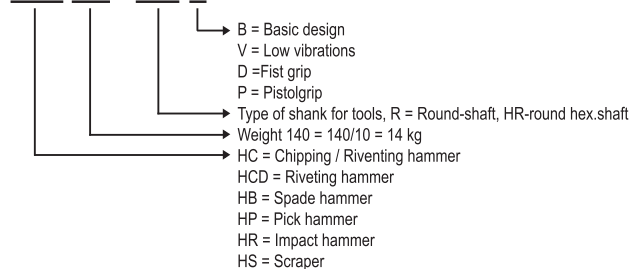 B = Basic design
V = Low vibrations
D =Fist grip
P = Pistolgrip
Type of shank for tools, R = Round-shaft, HR-round hex.shaft
Weight 140 = 140/10 = 14 kg
HC = Chipping / Riventing hammer
HCD = Riveting hammer
HB = Spade hammer
HP = Pick hammer
HR = Impact hammer
HS = Scraper